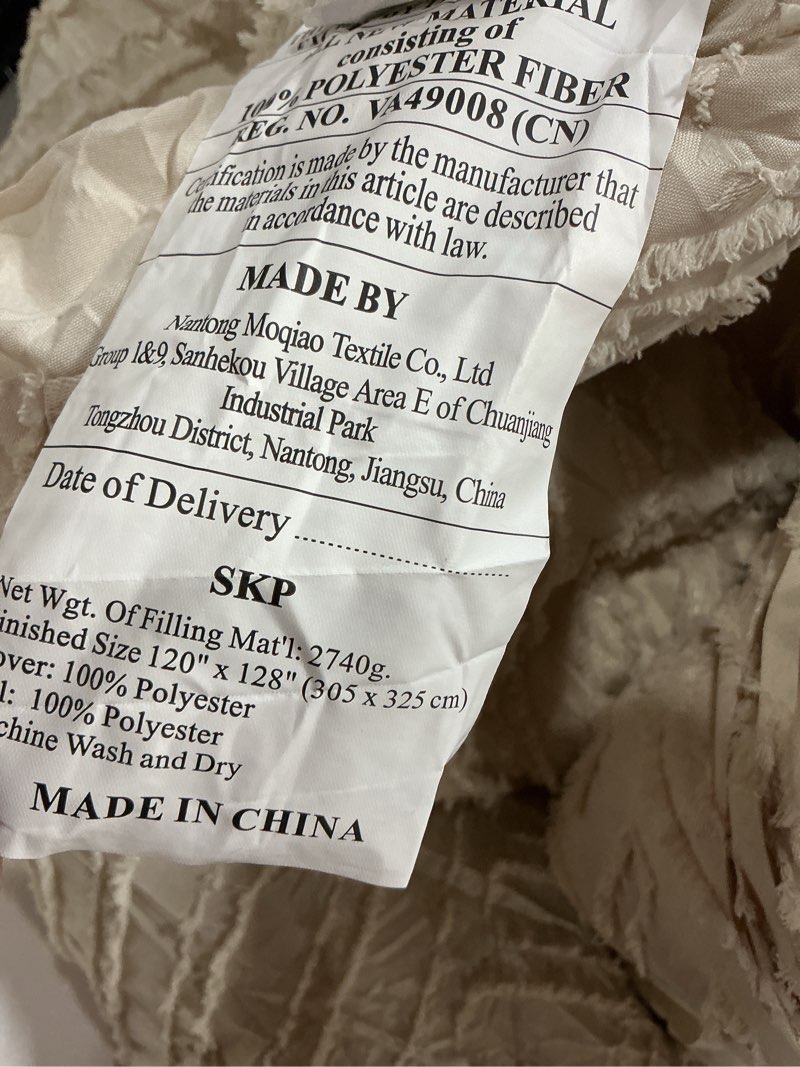 MATERIAL
consisting of
100% POLYESTER FIBER
REG. NO. VA49008 (CN)
Certification is made by the manufacturer that
the materials in this article are described
in accordance with law.
MADE BY
Nantong Moqiao Textile Co., Ltd
Group 1&9, Sanhekou Village Area E of Chuanjiang
Industrial Park
Tongzhou District, Nantong, Jiangsu, China
Date of Delivery ..............................
SKP
Net Wgt. Of Filling Mat'l: 2740g.
inished Size 120" x 128" (305 x 325 cm)
over: 100% Polyester
l: 100% Polyester
chine Wash and Dry
MADE IN CHINA